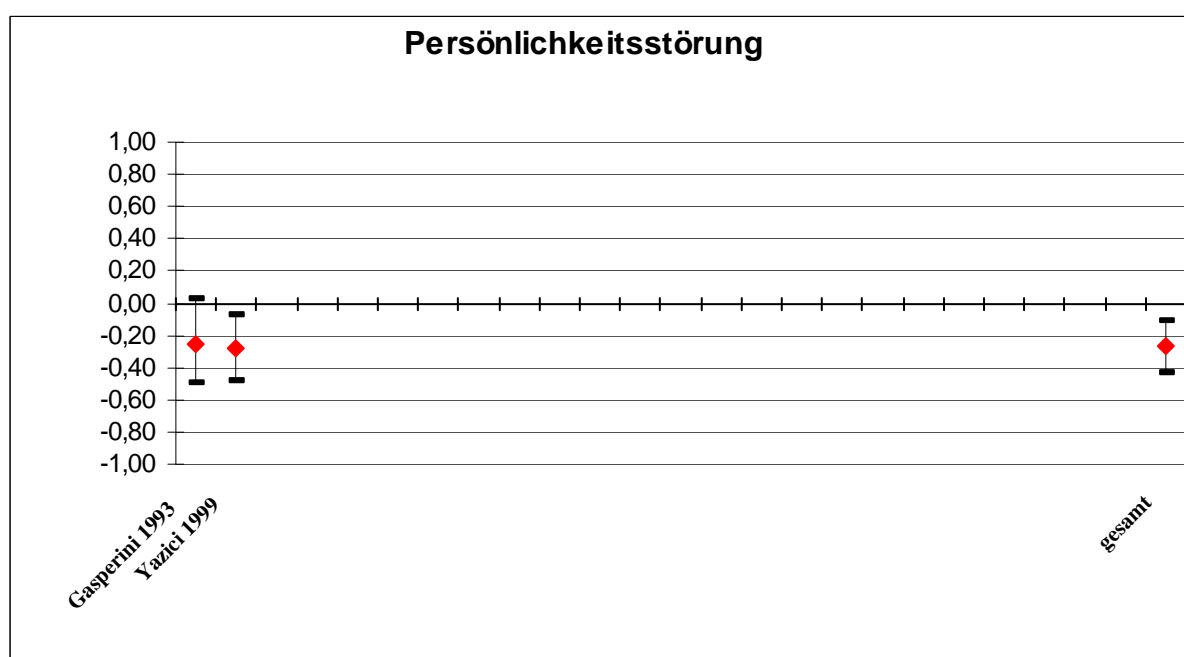 Persönlichkeitsstörung
1,00
0,80
0,60
0,40
0,20
0,00
-0,20
-0,40
-0,60
-0,80
-1,00
Gasperini 1993
Yazici 1999
gesamt